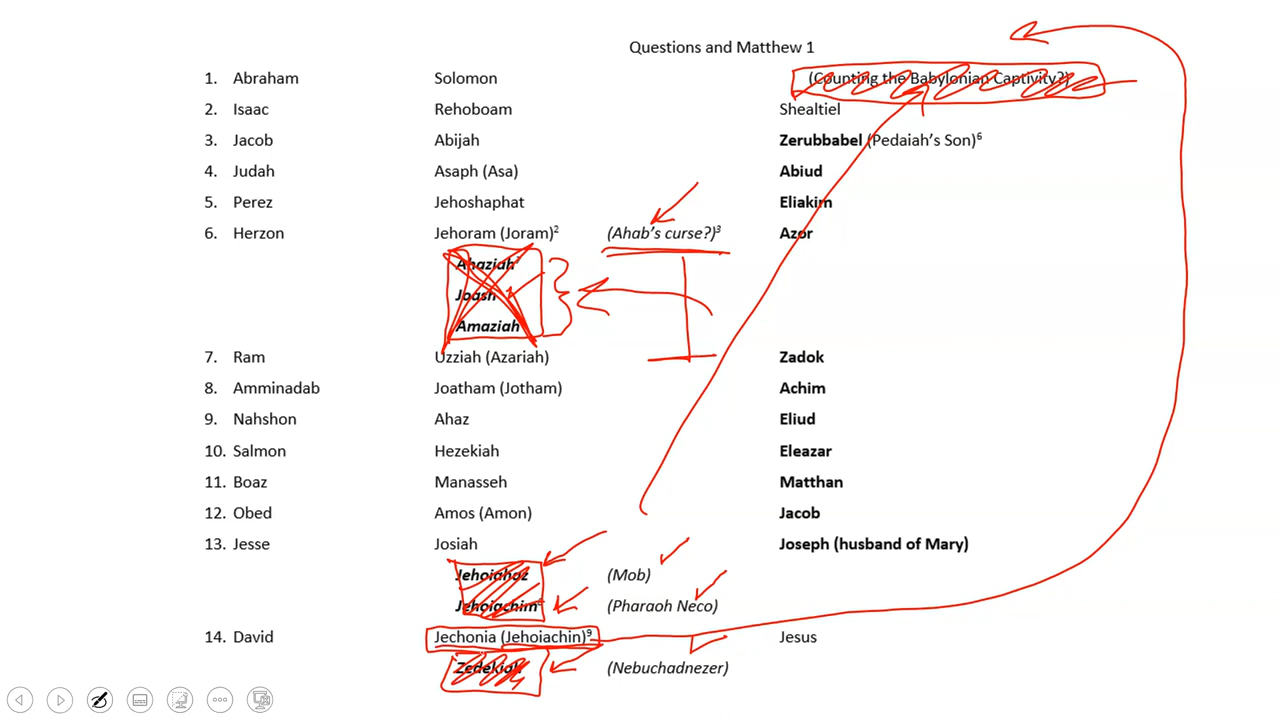 Questions and Matthew 1
1. Abraham Solomon (Counting the Babylonian Captivity?)
2. Isaac Rehoboam Shealtiel
3. Jacob Abijah Zerubbabel (Pedaiah's Son)6
4. Judah Asaph (Asa) Abiud
5. Perez Jehoshaphat Eliakim
6. Herzon Jehoram (Joram)2 (Ahab's curse?)3 Azor
Ahaziah
Joash
Amaziah
7. Ram Uzziah (Azariah) Zadok
8. Amminadab Joatham (Jotham) Achim
9. Nahshon Ahaz Eliud
10. Salmon Hezekiah Eleazar
11. Boaz Manasseh Matthan
12. Obed Amos (Amon) Jacob
13. Jesse Josiah Joseph (husband of Mary)
Jehoiahaz (Mob)
Jehoiachim (Pharaoh Neco)
14. David Jechonia (Jehoiachin)9 Jesus
Zedekiah (Nebuchadnezer)